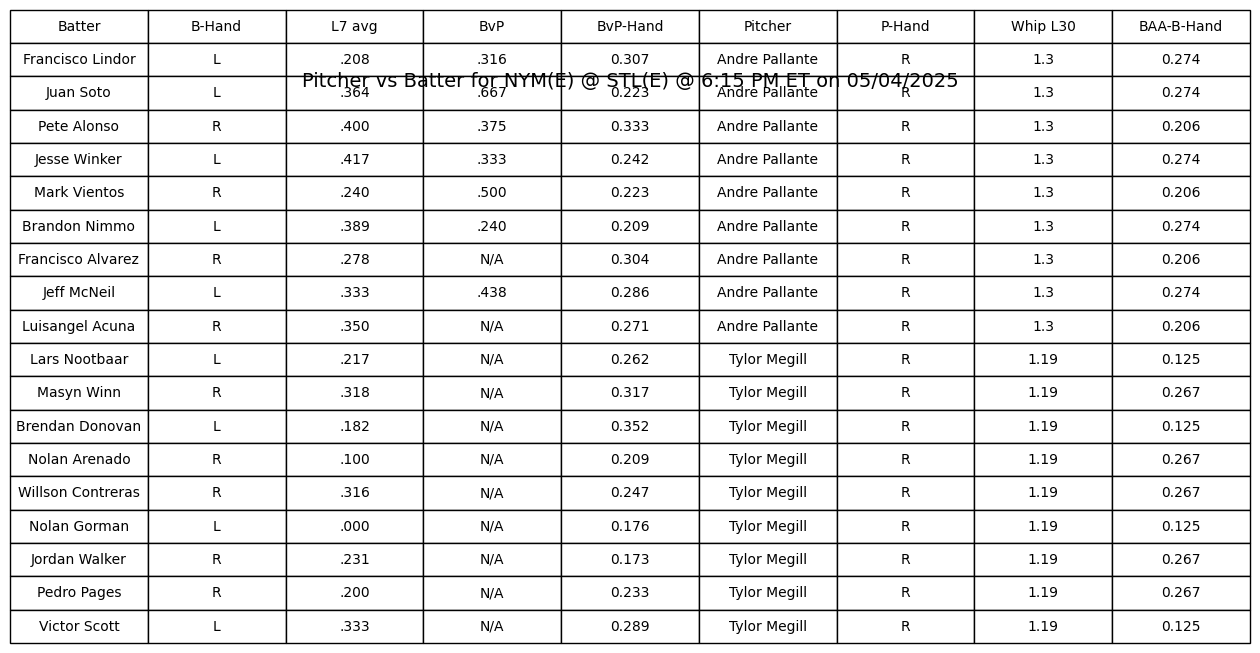 Batter B-Hand L7 avg BvP BvP-Hand Pitcher P-Hand Whip L30 BAA-B-Hand
Francisco Lindor L .208 .316 0.307 Andre Pallante R 1.3 0.274
Pitcher vs Batter for NYM(E) @ STL(E) @ 6:15 PM ET on 05/04/2025
Juan Soto L .364 .667 0.223 Andre Pallante R 1.3 0.274
Pete Alonso R .400 .375 0.333 Andre Pallante R 1.3 0.206
Jesse Winker L .417 .333 0.242 Andre Pallante R 1.3 0.274
Mark Vientos R .240 .500 0.223 Andre Pallante R 1.3 0.206
Brandon Nimmo L .389 .240 0.209 Andre Pallante R 1.3 0.274
Francisco Alvarez R .278 N/A 0.304 Andre Pallante R 1.3 0.206
Jeff McNeil L .333 .438 0.286 Andre Pallante R 1.3 0.274
Luisangel Acuna R .350 N/A 0.271 Andre Pallante R 1.3 0.206
Lars Nootbaar L .217 N/A 0.262 Tylor Megill R 1.19 0.125
Masyn Winn R .318 N/A 0.317 Tylor Megill R 1.19 0.267
Brendan Donovan L .182 N/A 0.352 Tylor Megill R 1.19 0.125
Nolan Arenado R .100 N/A 0.209 Tylor Megill R 1.19 0.267
Willson Contreras R .316 N/A 0.247 Tylor Megill R 1.19 0.267
Nolan Gorman L .000 N/A 0.176 Tylor Megill R 1.19 0.125
Jordan Walker R .231 N/A 0.173 Tylor Megill R 1.19 0.267
Pedro Pages R .200 N/A 0.233 Tylor Megill R 1.19 0.267
Victor Scott L .333 N/A 0.289 Tylor Megill R 1.19 0.125